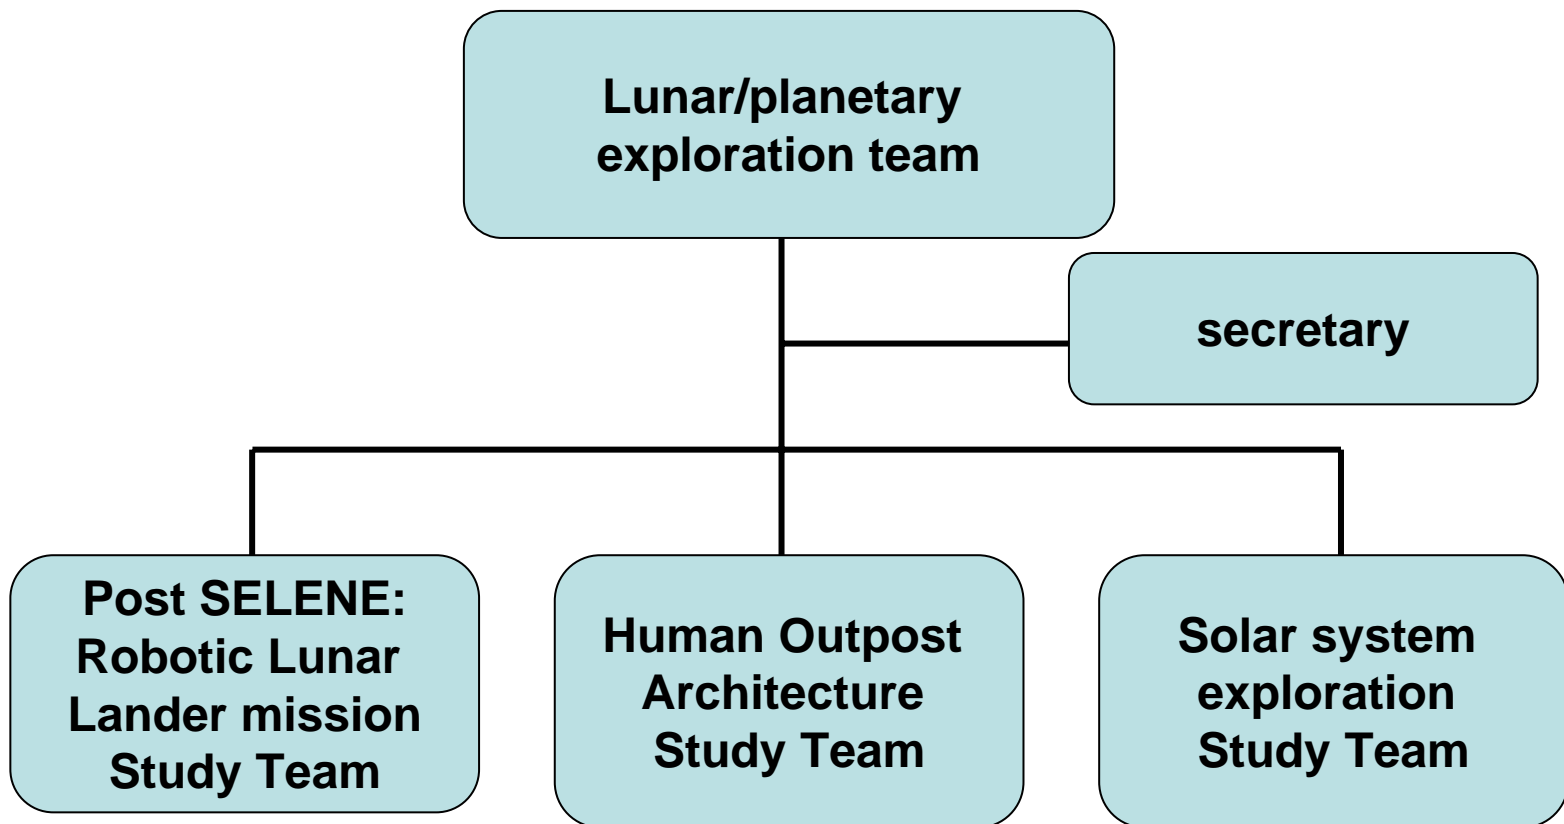 Lunar/planetary
exploration team
secretary
Post SELENE:
Robotic Lunar
Lander mission
Study Team
Human Outpost
Architecture
Study Team
Solar system
exploration
Study Team